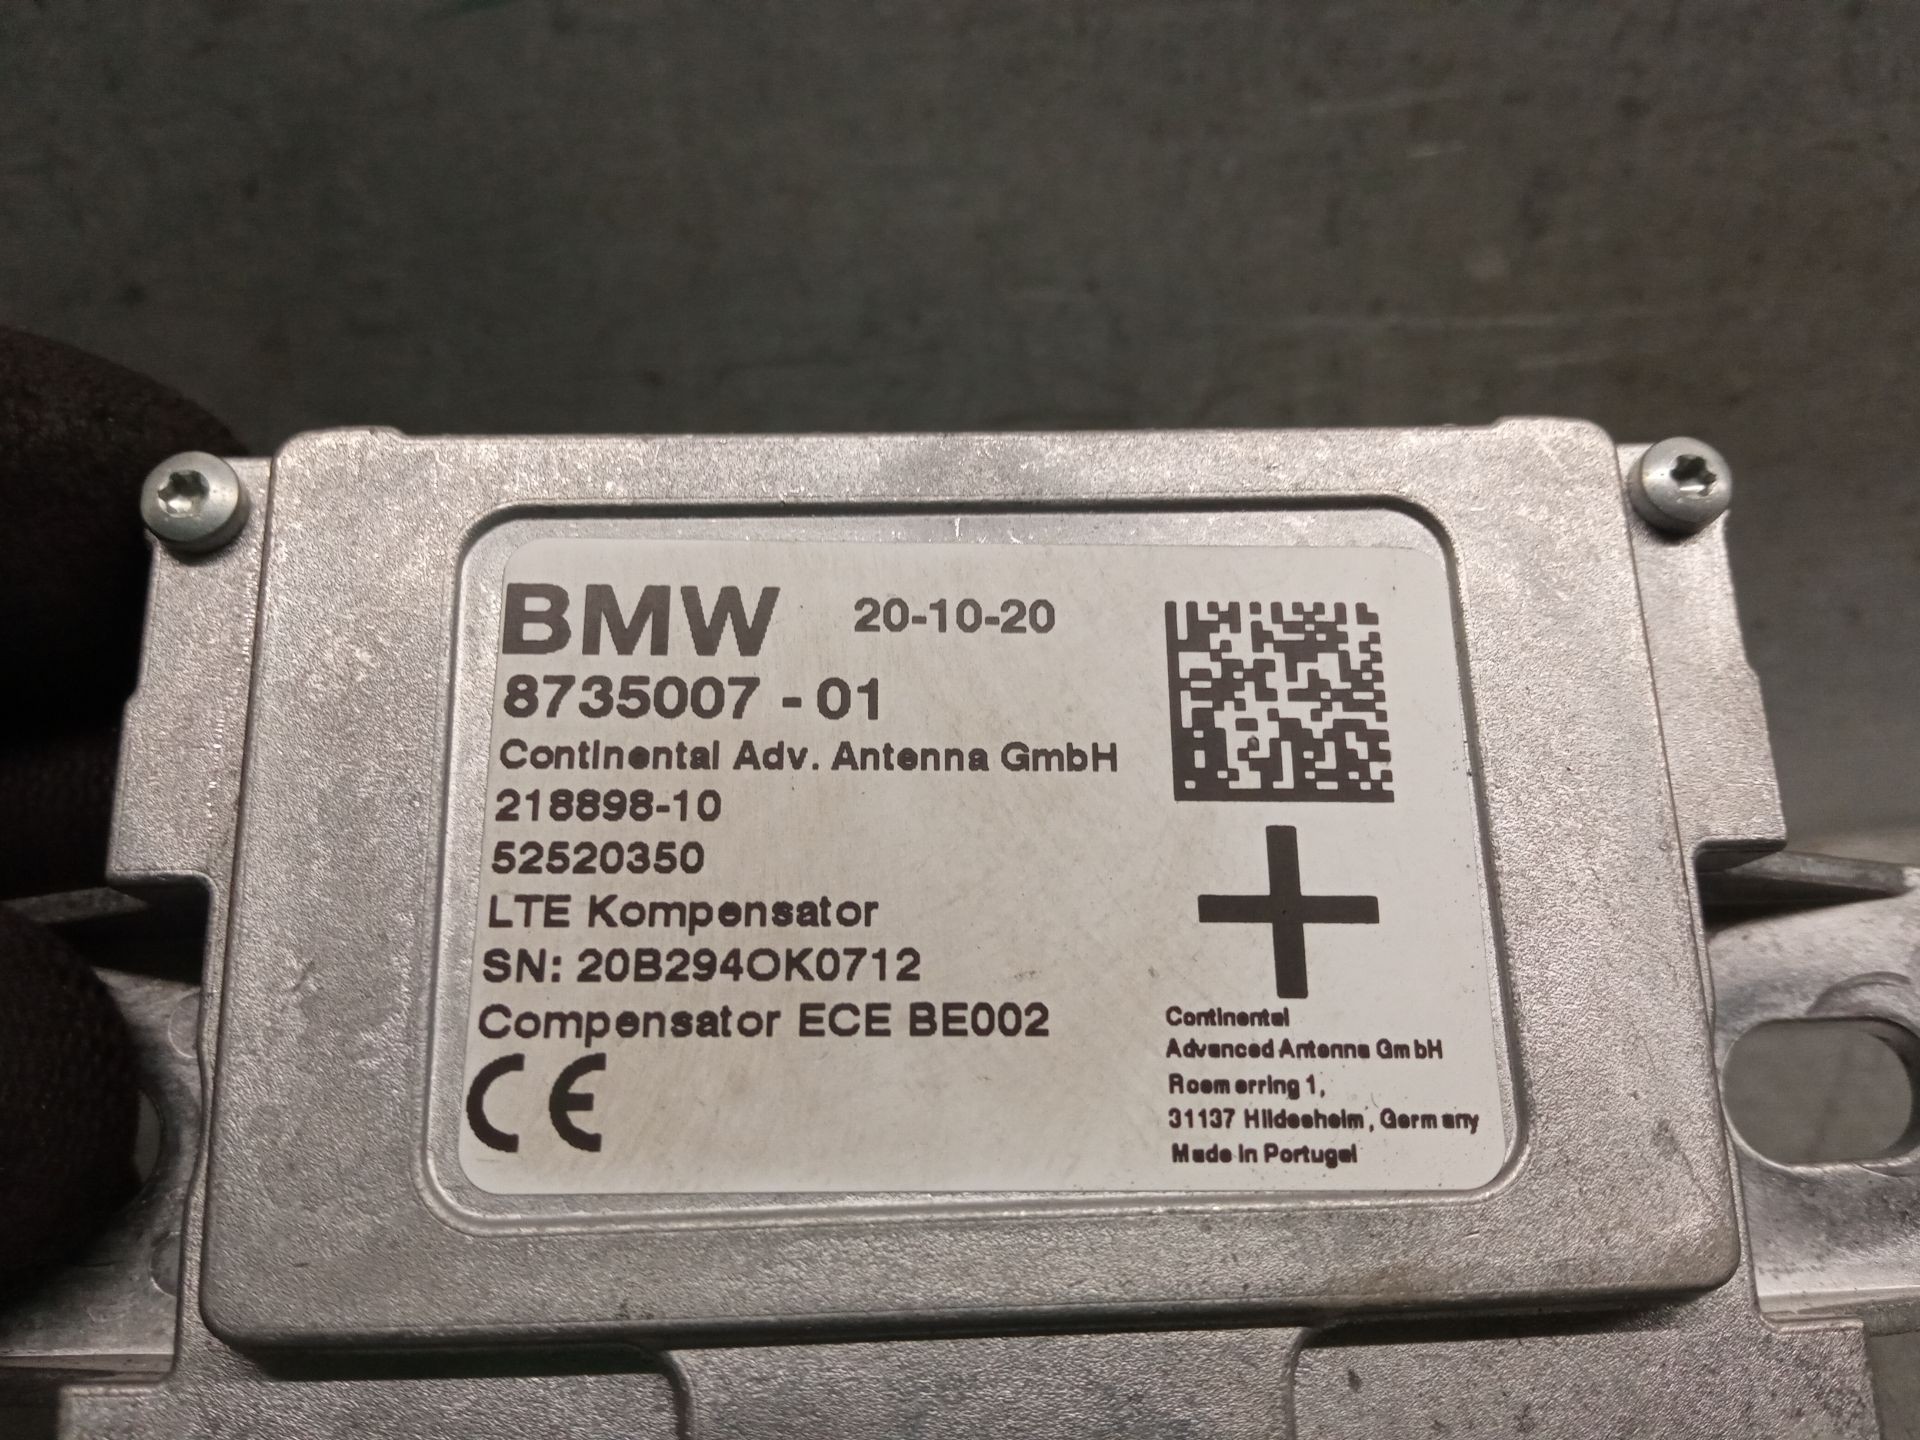 BMW 20-10-20
8735007 - 01
Continental Adv. Antenna GmbH
218898-10
52520350
LTE Kompensator
SN: 20B294OK0712
Compensator ECE BE002
CE
Continental
Advanced Antenna GmbH
Roemerring 1,
31137 Hildesheim, Germany
Made in Portugal